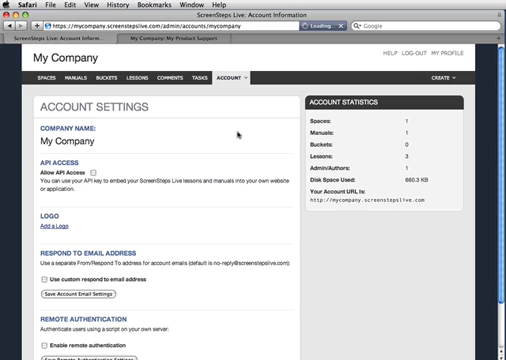 Safari File Edit View History Bookmarks Window Help
ScreenSteps Live: Account Information
https://mycompany.screenstepslive.com/admin/accounts/mycompany
Loading
Google
ScreenSteps Live: Account Inform...
My Company: My Product Support
My Company
HELP LOG-OUT MY PROFILE
SPACES MANUALS BUCKETS LESSONS COMMENTS TASKS ACCOUNT CREATE
ACCOUNT SETTINGS
COMPANY NAME:
My Company
API ACCESS
Allow API Access
You can use your API key to embed your ScreenSteps Live lessons and manuals into your own website
or application.
LOGO
Add a Logo
RESPOND TO EMAIL ADDRESS
Use a separate From/Respond To address for account emails (default is no-reply@screenstepslive.com):
Use custom respond to email address
Save Account Email Settings
REMOTE AUTHENTICATION
Authenticate users using a script on your own server:
Enable remote authentication
Save Remote Authentication Settings
ACCOUNT STATISTICS
Spaces: 1
Manuals: 1
Buckets: 0
Lessons: 3
Admin/Authors: 1
Disk Space Used: 660.3 KB
Your Account URL is:
http://mycompany.screenstepslive.com